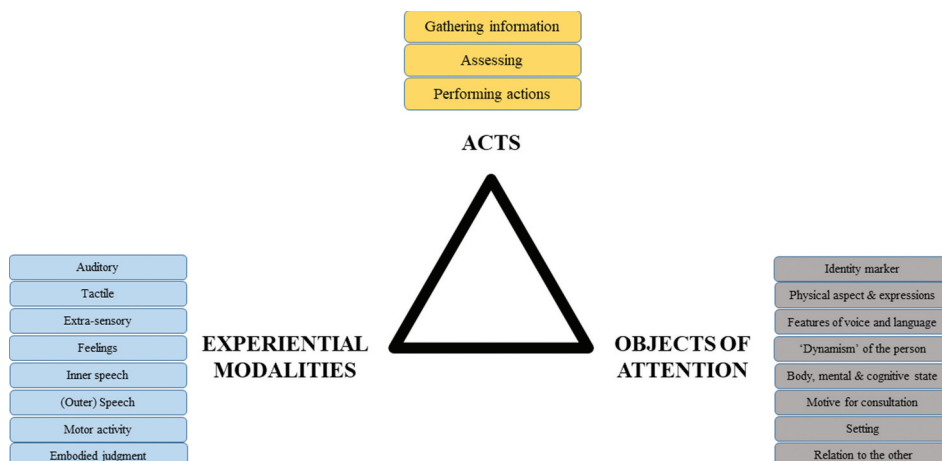 Gathering information
Assessing
Performing actions
ACTS
Auditory
Tactile
Extra-sensory
Feelings
Inner speech
(Outer) Speech
Motor activity
Embodied judgment
EXPERIENTIAL
MODALITIES
OBJECTS OF
ATTENTION
Identity marker
Physical aspect & expressions
Features of voice and language
‘Dynamism’ of the person
Body, mental & cognitive state
Motive for consultation
Setting
Relation to the other